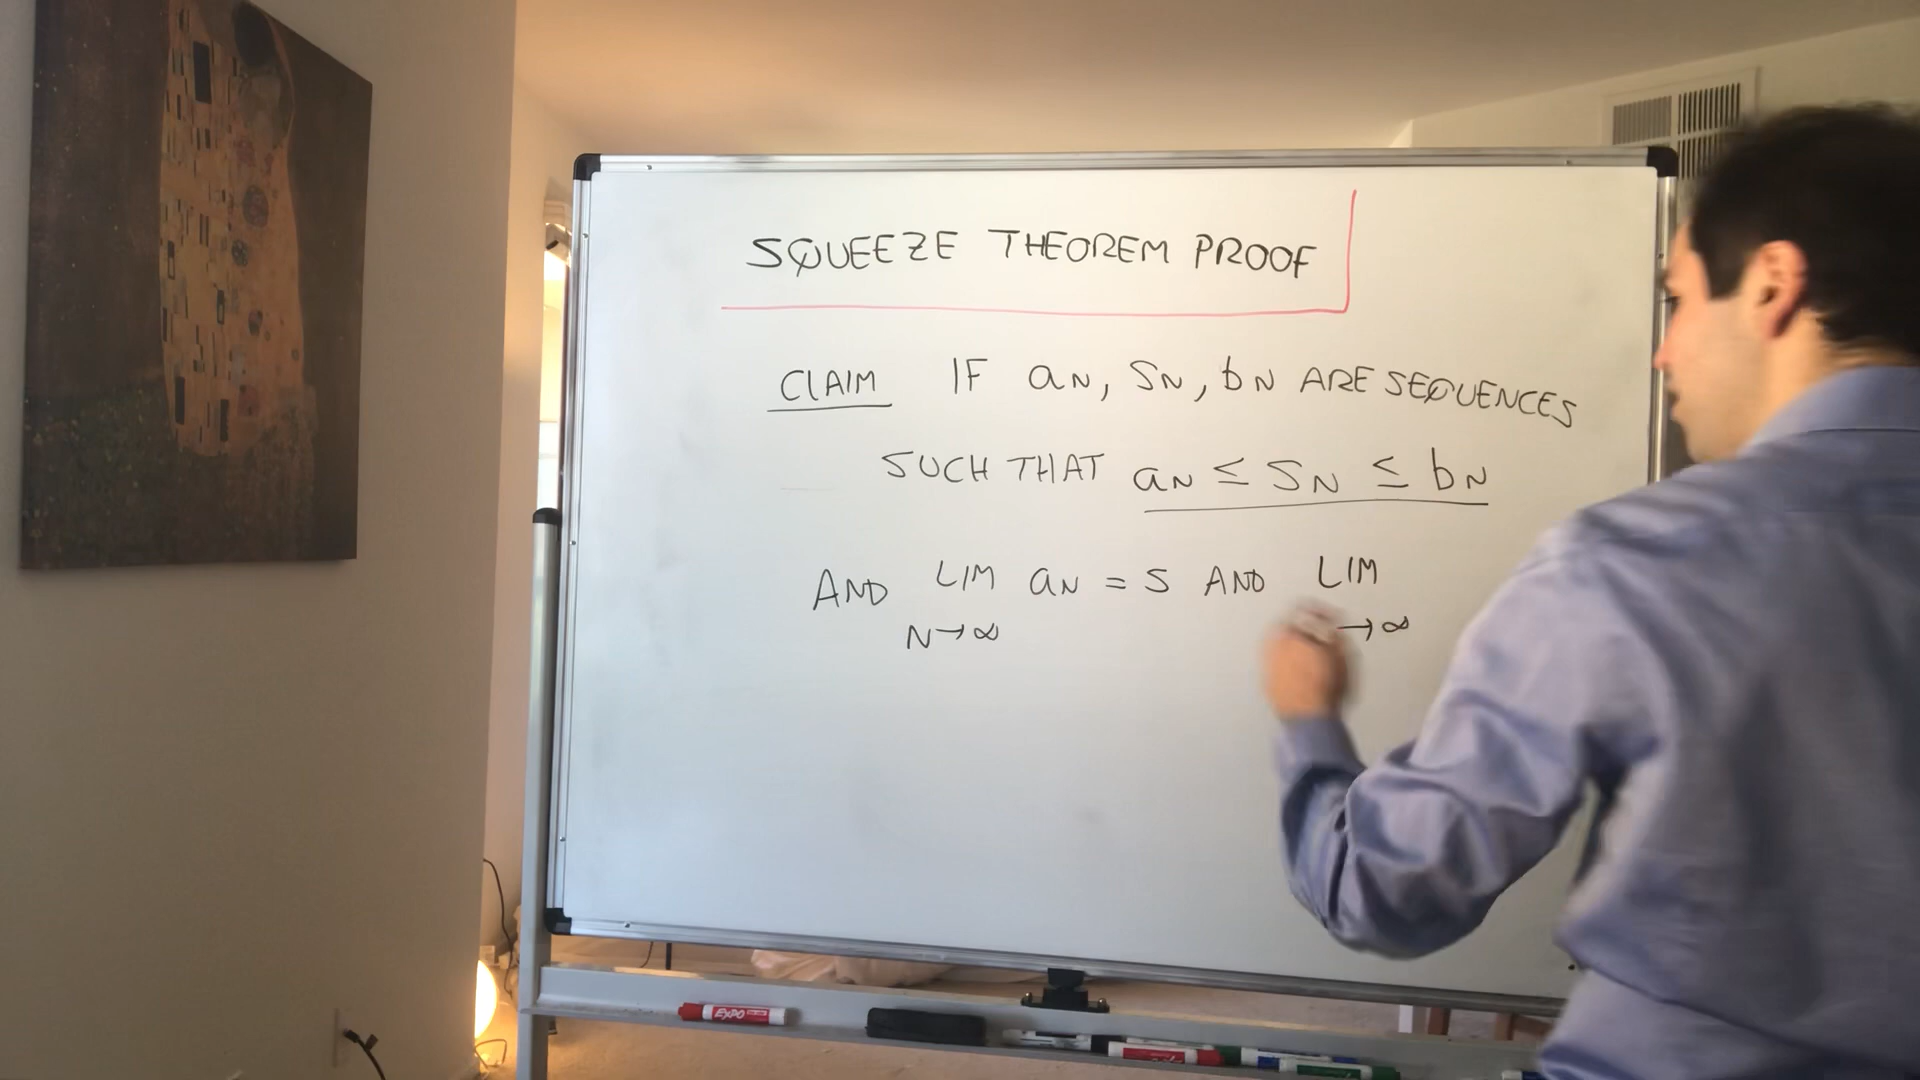 SQUEEZE THEOREM PROOF
CLAIM IF aN, SN, bN ARE SEQUENCES
SUCH THAT aN ≤ SN ≤ bN
AND LIM aN = S AND LIM
N→∞ →∞
EXPO